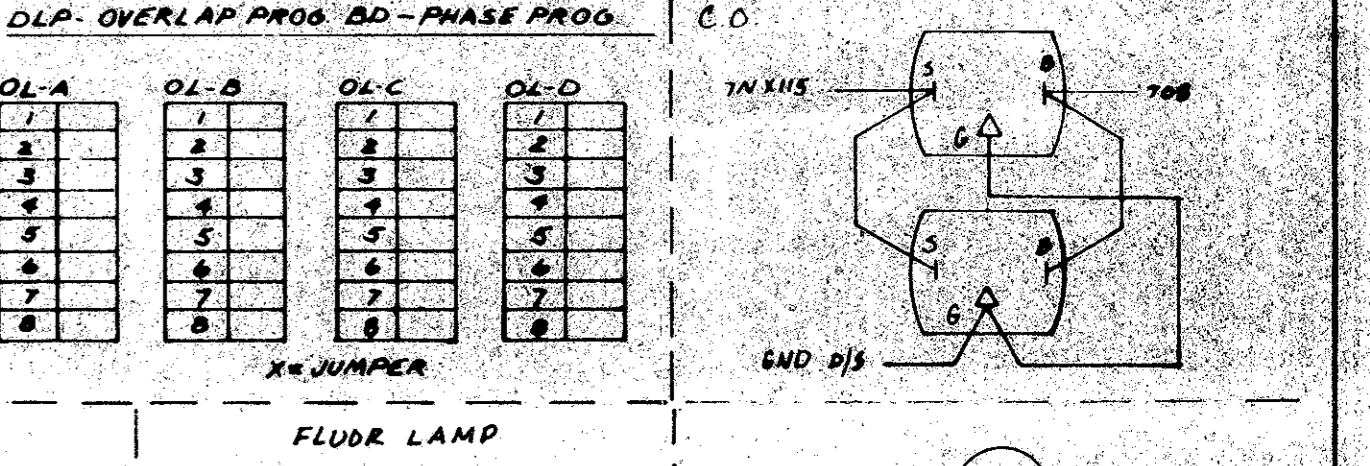 DLP- OVERLAP PROG BD - PHASE PROG
C.O.
OL-A OL-B OL-C OL-D
1 1 1 1
2 2 2 2
3 3 3 3
4 4 4 4
5 5 5 5
6 6 6 6
7 7 7 7
8 8 8 8
X = JUMPER
S B
7N X115
G
S B
G
GND D/S
FLUOR LAMP